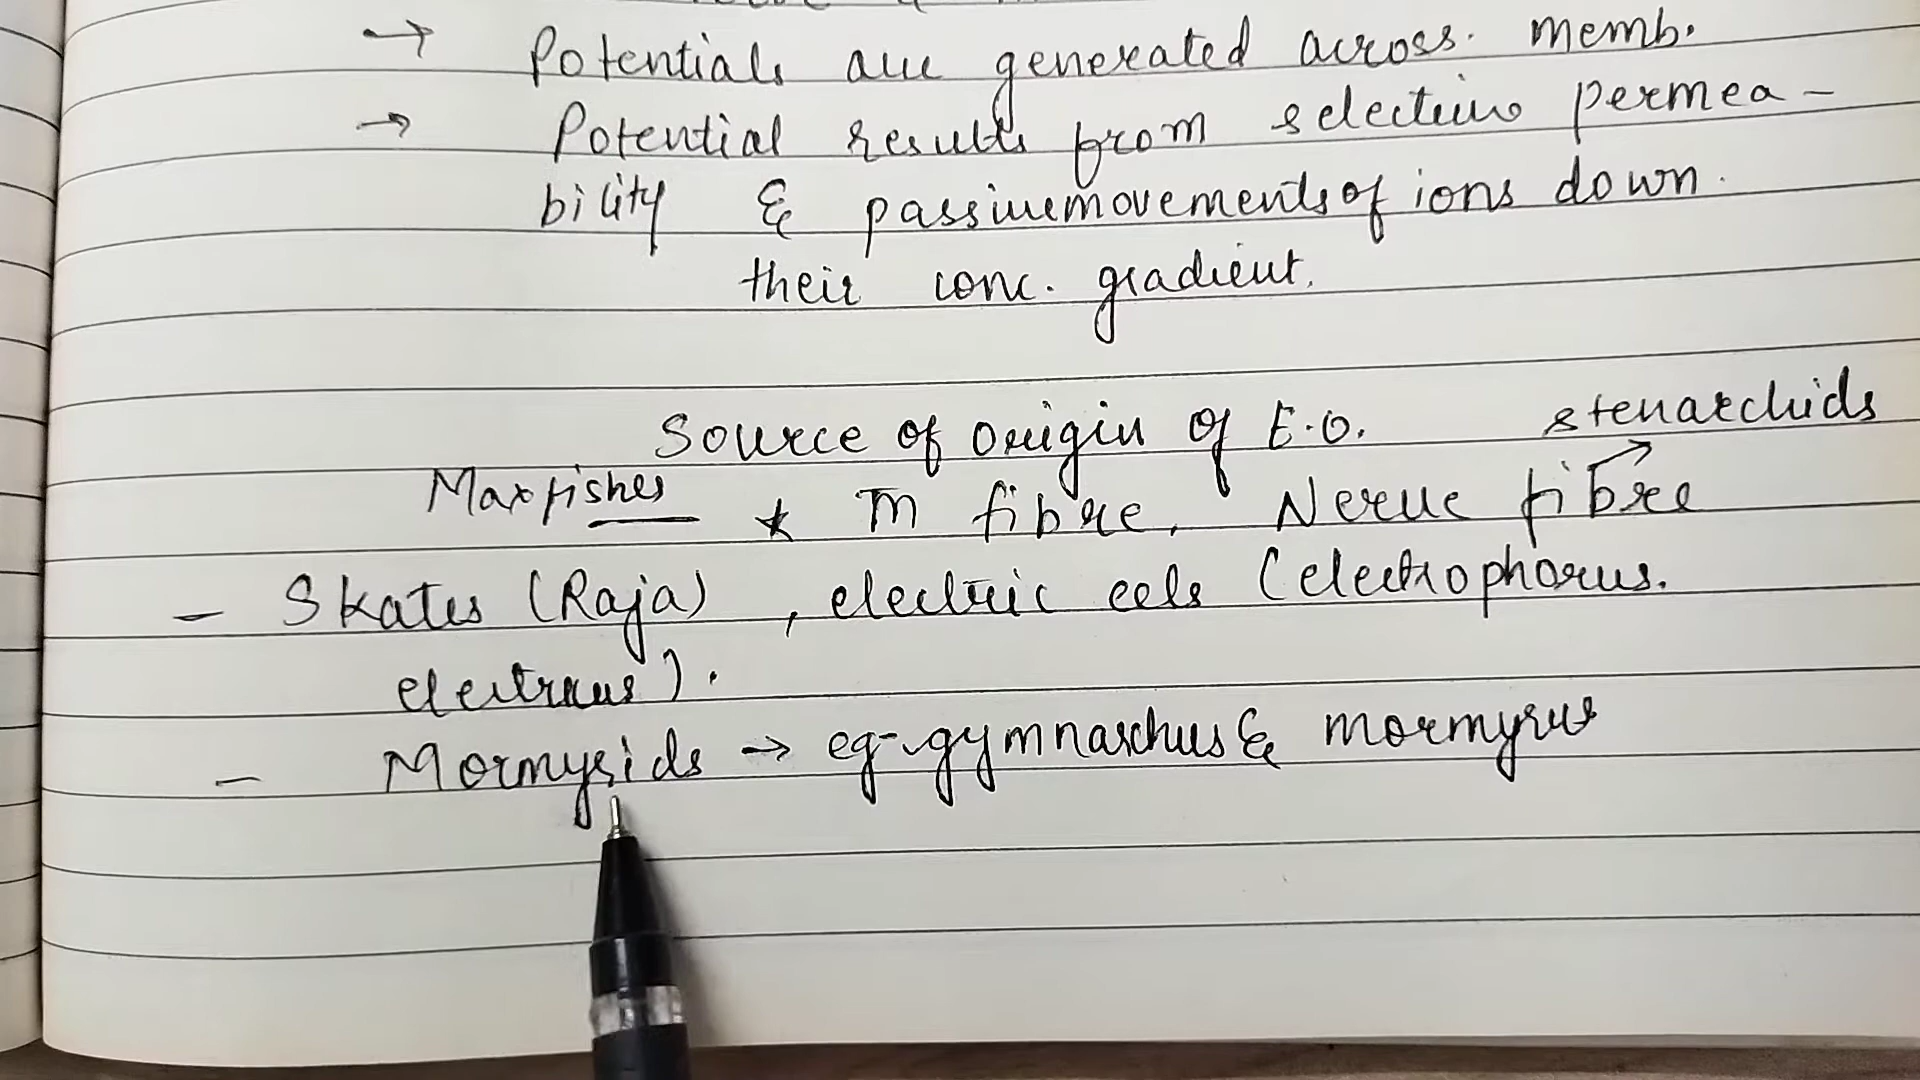 → Potentials are generated across. memb.
→ Potential results from selective permea-
bility & passive movements of ions down.
their conc. gradient.
Source of Origin of E.O.
stenarchids
Maxfishes * m fibre, Nerve fibre
- Skates (Raja), electric eels (electrophorus.
electricus).
- Mormyrids → eg-gymnarchus & mormyrus